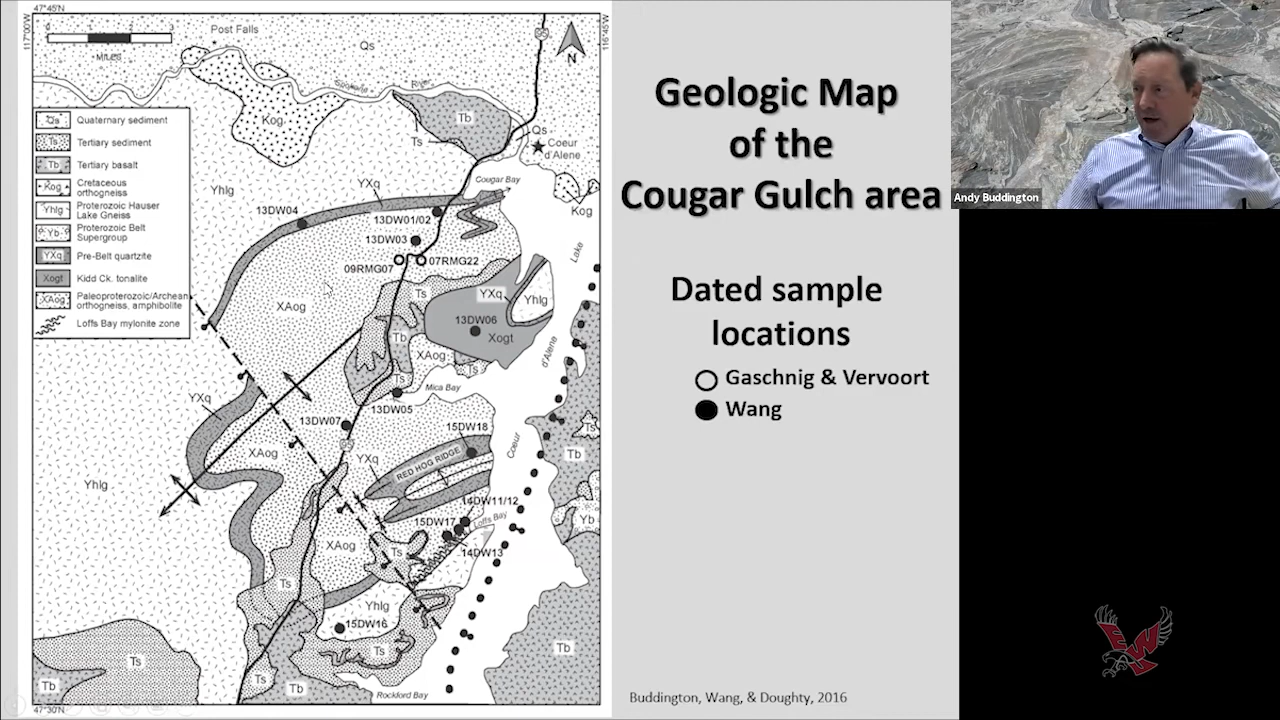 47°45'N
117°00'W
116°45'W
MILES
Post Falls
Qs
Spokane River
N
Kog
Tb
Ts
Qs
Coeur
d'Alene
Cougar Bay
Kog
Qs Quaternary sediment
Ts Tertiary sediment
Tb Tertiary basalt
Kog Cretaceous
orthogneiss
Yhlg Proterozoic Hauser
Lake Gneiss
Yb Proterozoic Belt
Supergroup
YXq Pre-Belt quartzite
Xogt Kidd Ck. tonalite
XAog Paleoproterozoic/Archean
orthogneiss, amphibolite
Loffs Bay mylonite zone
Yhlg
YXq
13DW04
13DW01/02
13DW03
09RMG07
07RMG22
Lake
XAog
Ts
YXq
Yhlg
13DW06
Xogt
Tb
XAog
Ts
d'Alene
Ts
Mica Bay
13DW05
YXq
13DW07
15DW18
Ts
XAog
YXq
RED HOG RIDGE
Coeur
Tb
Yhlg
14DW11/12
15DW17
Loffs Bay
Yb
XAog
Ts
14DW13
Ts
Yhlg
15DW16
Ts
Tb
Ts
Tb
Ts
Tb
Rockford Bay
47°30'N
Geologic Map
of the
Cougar Gulch area
Dated sample
locations
Gaschnig & Vervoort
Wang
Buddington, Wang, & Doughty, 2016
Andy Buddington